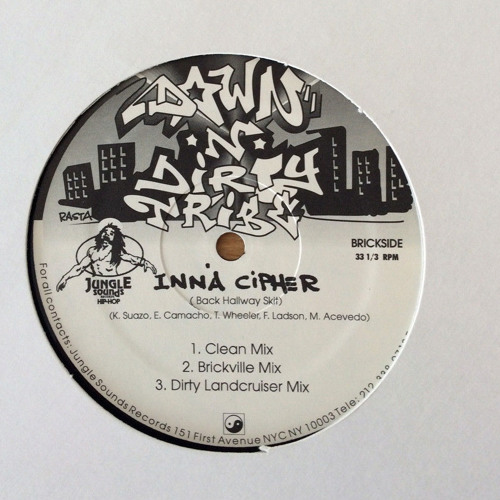 DOWN
N
DIRTY
TRIBE
RASTA
JUNGLE
sounds
HIP-HOP
BRICKSIDE
33 1/3 RPM
INNA CIPHER
(Back Hallway Skit)
(K. Suazo, E. Camacho, T. Wheeler, F. Ladson, M. Acevedo)
1. Clean Mix
2. Brickville Mix
3. Dirty Landcruiser Mix
For all contacts: Jungle Sounds Records 151 First Avenue NYC NY 10003 Tele: 212